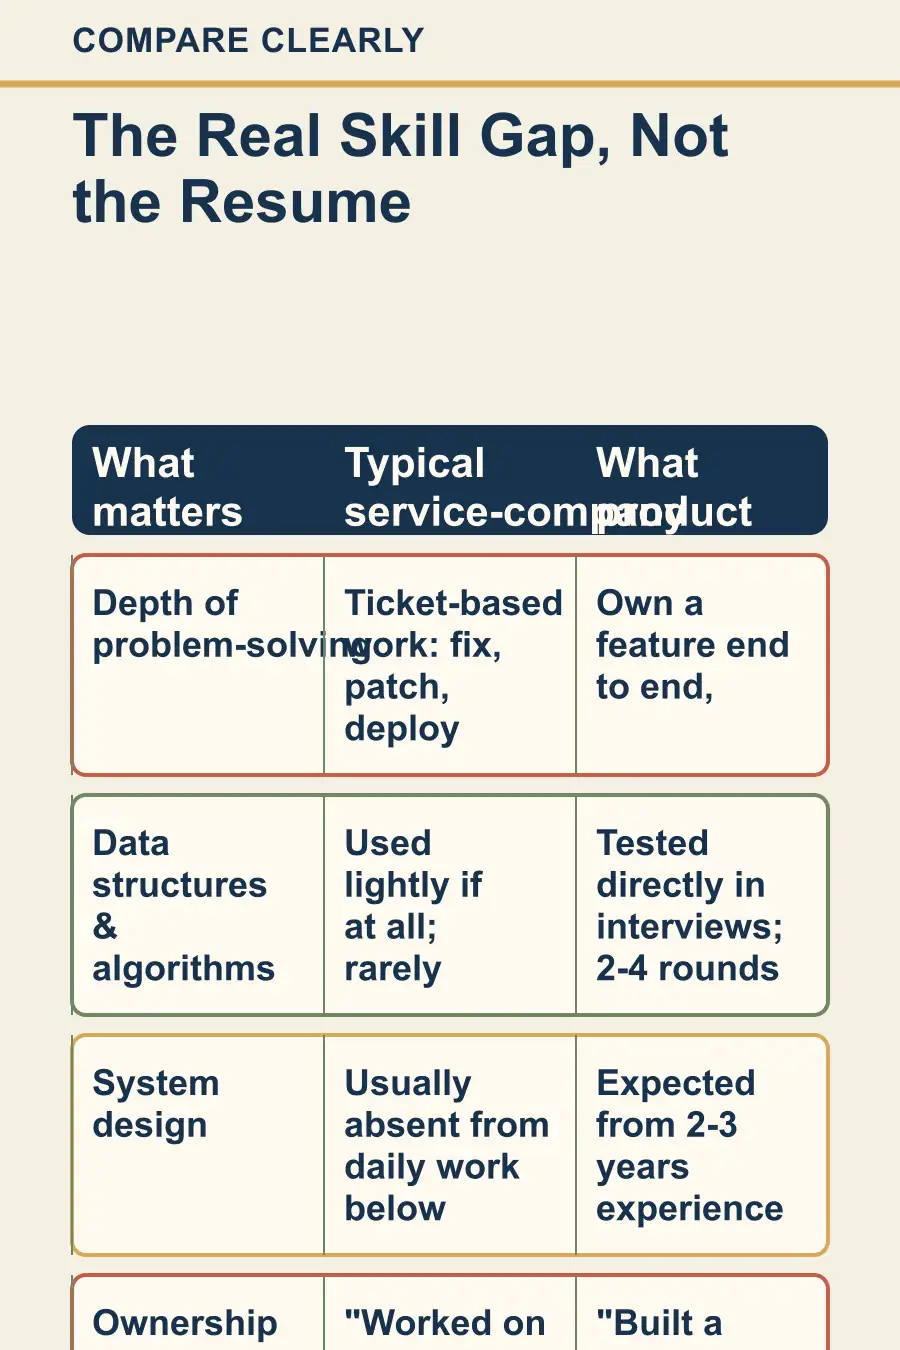 COMPARE CLEARLY
The Real Skill Gap, Not
the Resume
What
matters
Typical
service-company
What
product
Depth of
problem-solving
Ticket-based
work: fix,
patch,
deploy
Own a
feature end
to end,
Data
structures
&
algorithms
Used
lightly if
at all;
rarely
Tested
directly in
interviews;
2-4 rounds
System
design
Usually
absent from
daily work
below
Expected
from 2-3
years
experience
Ownership
"Worked on
"Built a